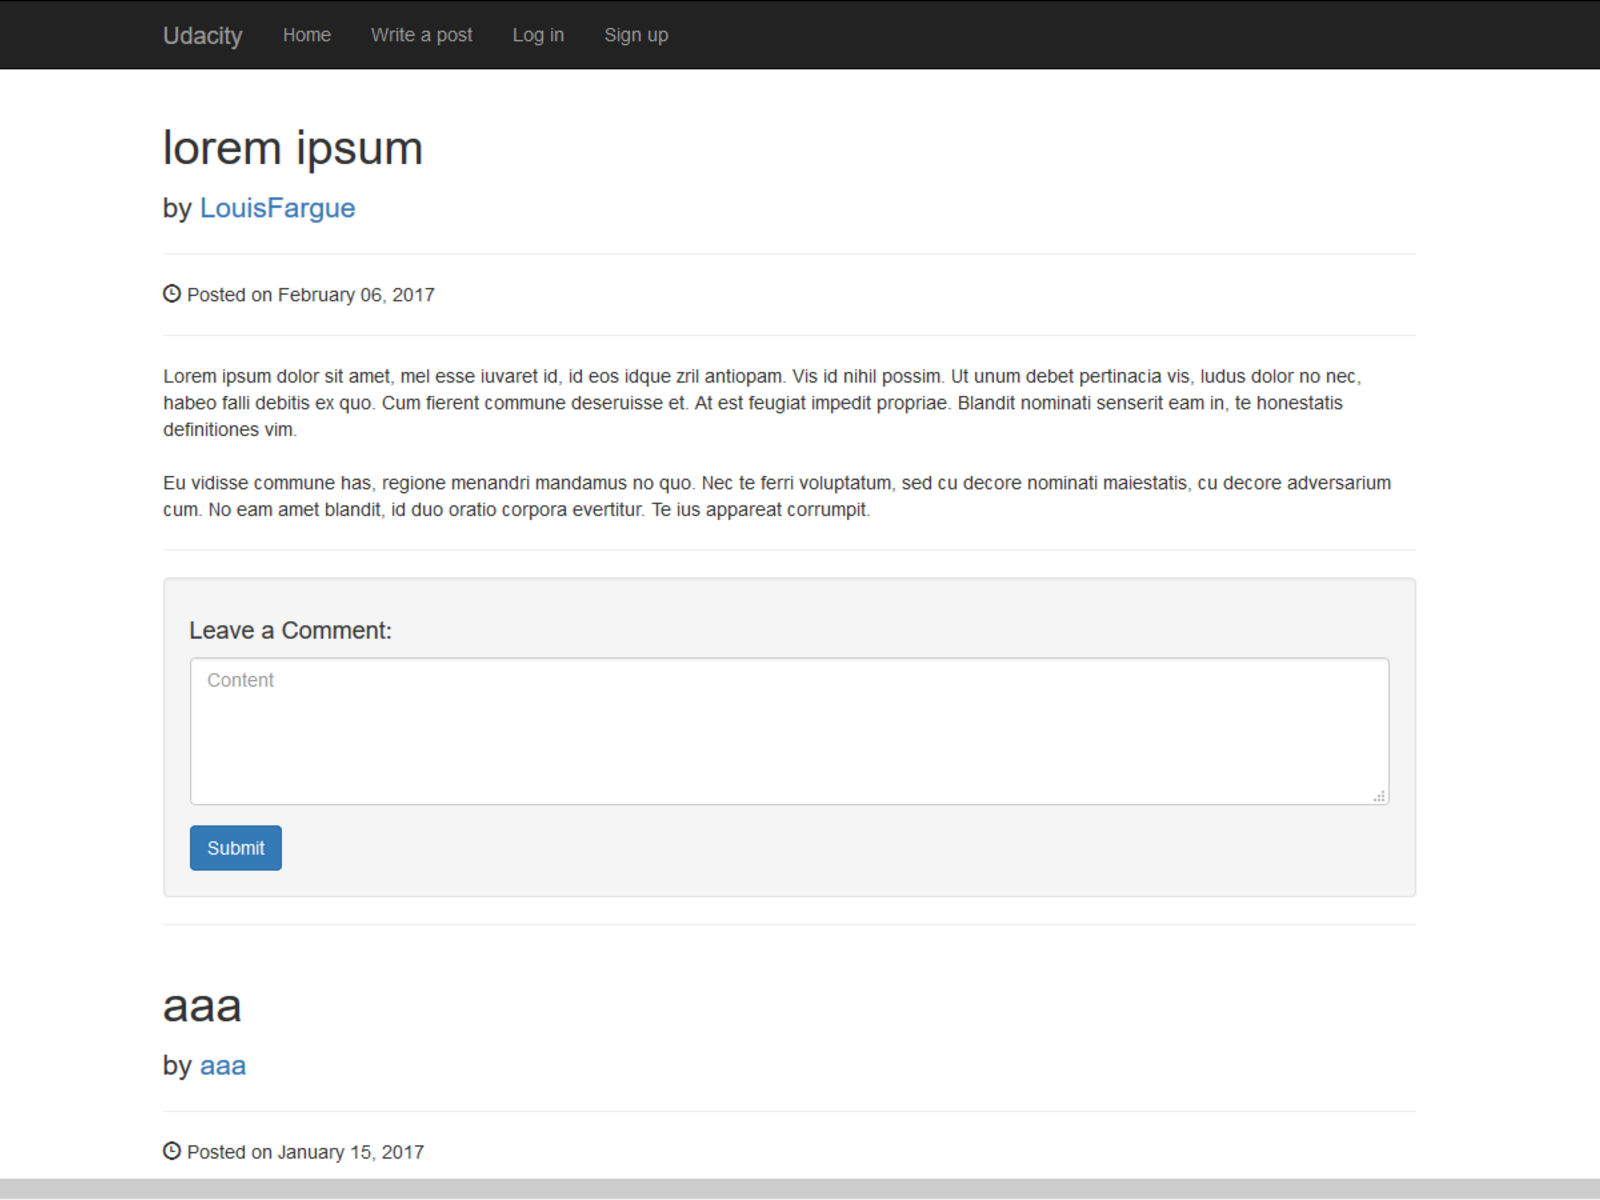 Udacity Home Write a post Log in Sign up
lorem ipsum
by LouisFargue
Posted on February 06, 2017
Lorem ipsum dolor sit amet, mel esse iuvaret id, id eos idque zril antiopam. Vis id nihil possim. Ut unum debet pertinacia vis, ludus dolor no nec,
habeo falli debitis ex quo. Cum fierent commune deseruisse et. At est feugiat impedit propriae. Blandit nominati senserit eam in, te honestatis
definitiones vim.
Eu vidisse commune has, regione menandri mandamus no quo. Nec te ferri voluptatum, sed cu decore nominati maiestatis, cu decore adversarium
cum. No eam amet blandit, id duo oratio corpora evertitur. Te ius appareat corrumpit.
Leave a Comment:
Content
Submit
aaa
by aaa
Posted on January 15, 2017